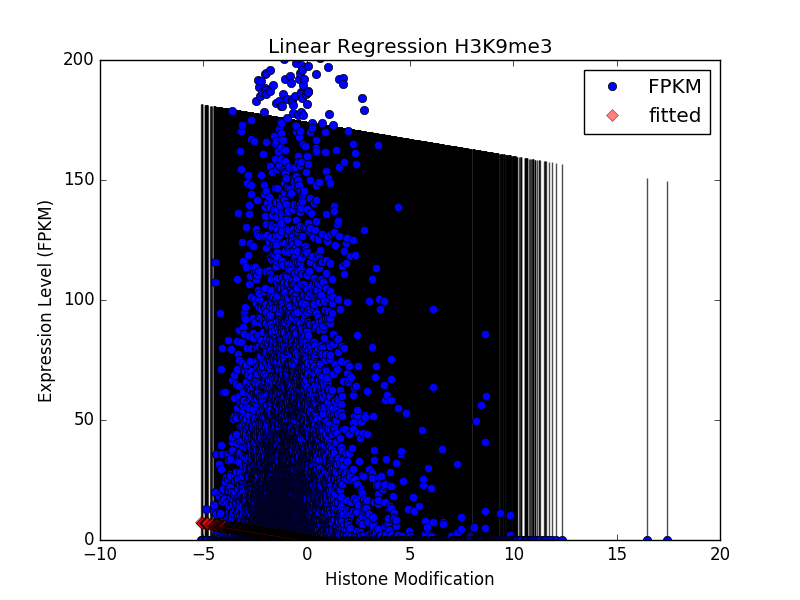 Linear Regression H3K9me3
FPKM
fitted
Expression Level (FPKM)
200
150
100
50
0
−10
−5
0
5
10
15
20
Histone Modification